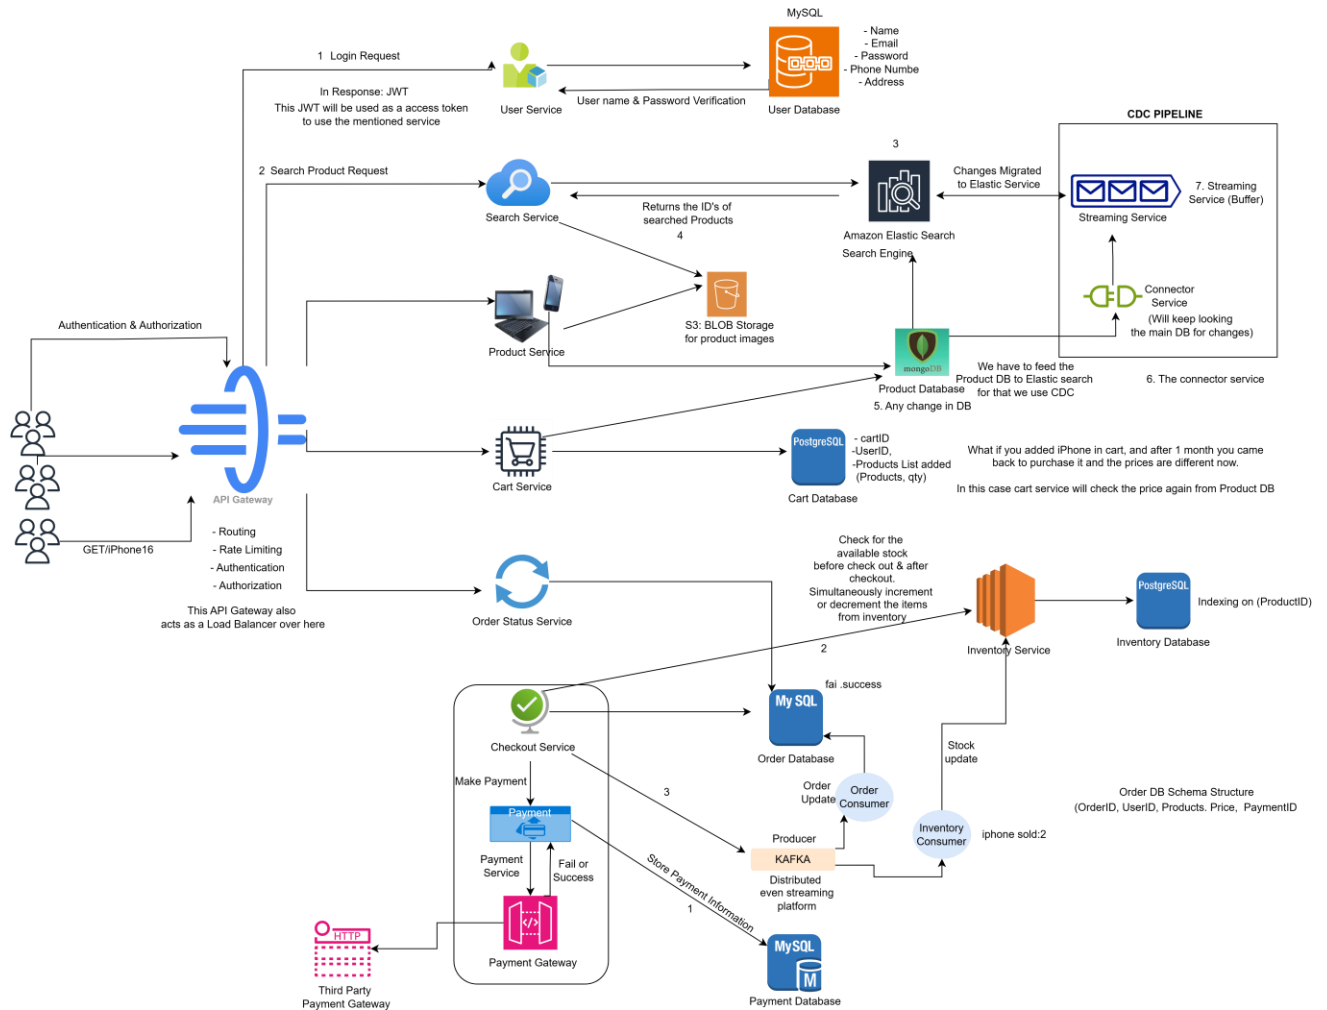 MySQL
- Name
- Email
- Password
- Phone Numbe
- Address
1  Login Request
In Response: JWT
This JWT will be used as a access token
to use the mentioned service
User Service
User name & Password Verification
User Database
CDC PIPELINE
2  Search Product Request
3
Search Service
Returns the ID's of
searched Products
4
Amazon Elastic Search
Search Engine
Changes Migrated
to Elastic Service
Streaming Service
7. Streaming
Service (Buffer)
Connector
Service
(Will keep looking
the main DB for changes)
6. The connector service
S3: BLOB Storage
for product images
Product Service
mongoDB
Product Database
5. Any change in DB
We have to feed the
Product DB to Elastic search
for that we use CDC
Authentication & Authorization
GET/iPhone16
API Gateway
- Routing
- Rate Limiting
- Authentication
- Authorization
This API Gateway also
acts as a Load Balancer over here
Cart Service
PostgreSQL
- cartID
-UserID,
-Products List added
(Products, qty)
Cart Database
What if you added iPhone in cart, and after 1 month you came
back to purchase it and the prices are different now.
In this case cart service will check the price again from Product DB
Order Status Service
Check for the
available stock
before check out & after
checkout.
Simultaneously increment
or decrement the items
from inventory
2
Inventory Service
PostgreSQL
Indexing on (ProductID)
Inventory Database
Checkout Service
fai .success
My SQL
Order Database
Stock
update
Make Payment
3
Order
Update
Order
Consumer
Inventory
Consumer
iphone sold:2
Order DB Schema Structure
(OrderID, UserID, Products. Price,  PaymentID
Payment
Payment
Service
Fail or
Success
Producer
KAFKA
Distributed
even streaming
platform
Store Payment Information
1
Payment Gateway
HTTP
Third Party
Payment Gateway
MySQL
M
Payment Database